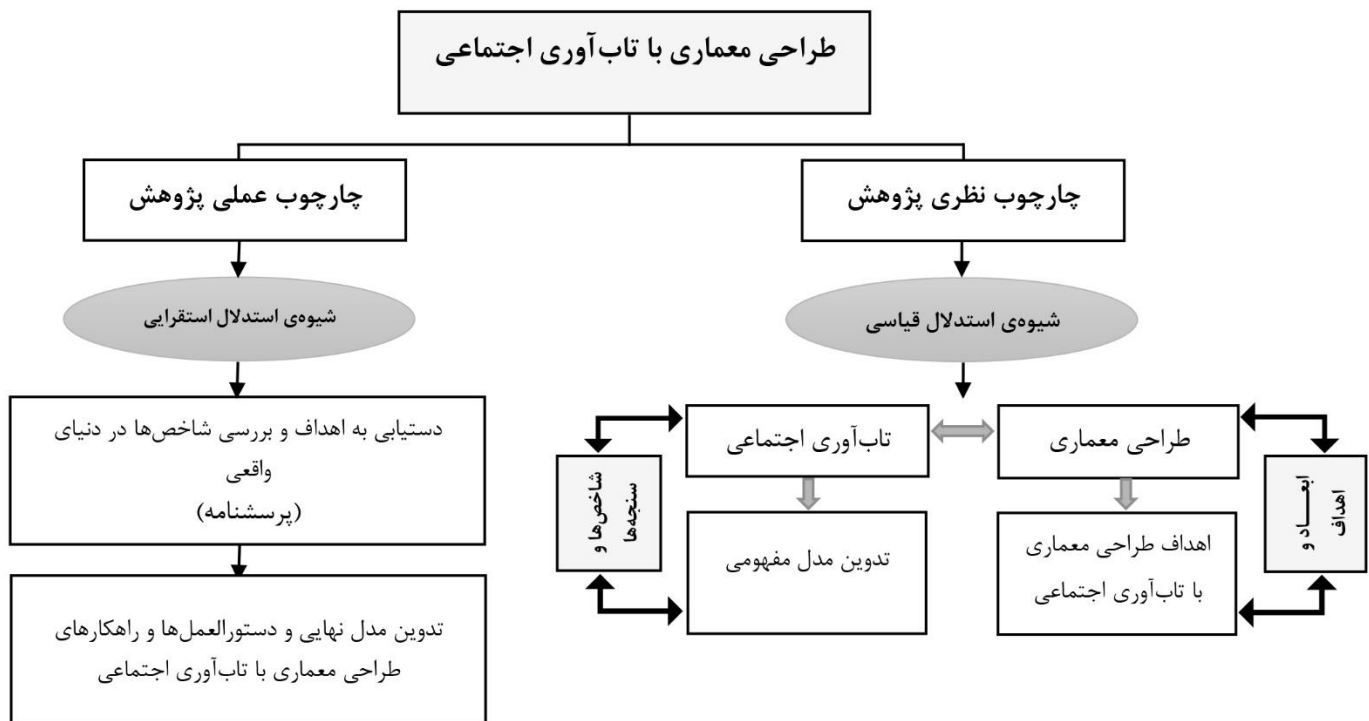 طراحی معماری با تاب‌آوری اجتماعی
چارچوب نظری پژوهش
چارچوب عملی پژوهش
شیوه‌ی استدلال قیاسی
شیوه‌ی استدلال استقرایی
ابعـــاد و
اهداف
طراحی معماری
تاب‌آوری اجتماعی
شاخص‌ها و
سنجه‌ها
اهداف طراحی معماری
با تاب‌آوری اجتماعی
تدوین مدل مفهومی
دستیابی به اهداف و بررسی شاخص‌ها در دنیای
واقعی
(پرسشنامه)
تدوین مدل نهایی و دستورالعمل‌ها و راهکارهای
طراحی معماری با تاب‌آوری اجتماعی